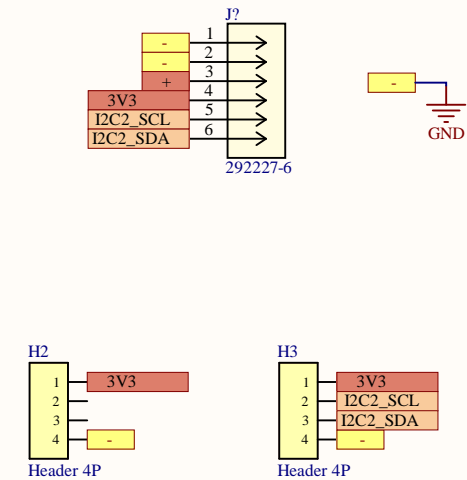 J?
- 1
- 2
+ 3
3V3 4
I2C2_SCL 5
I2C2_SDA 6
292227-6
-
GND
H2
1 3V3
2
3
4 -
Header 4P
H3
1 3V3
2 I2C2_SCL
3 I2C2_SDA
4 -
Header 4P